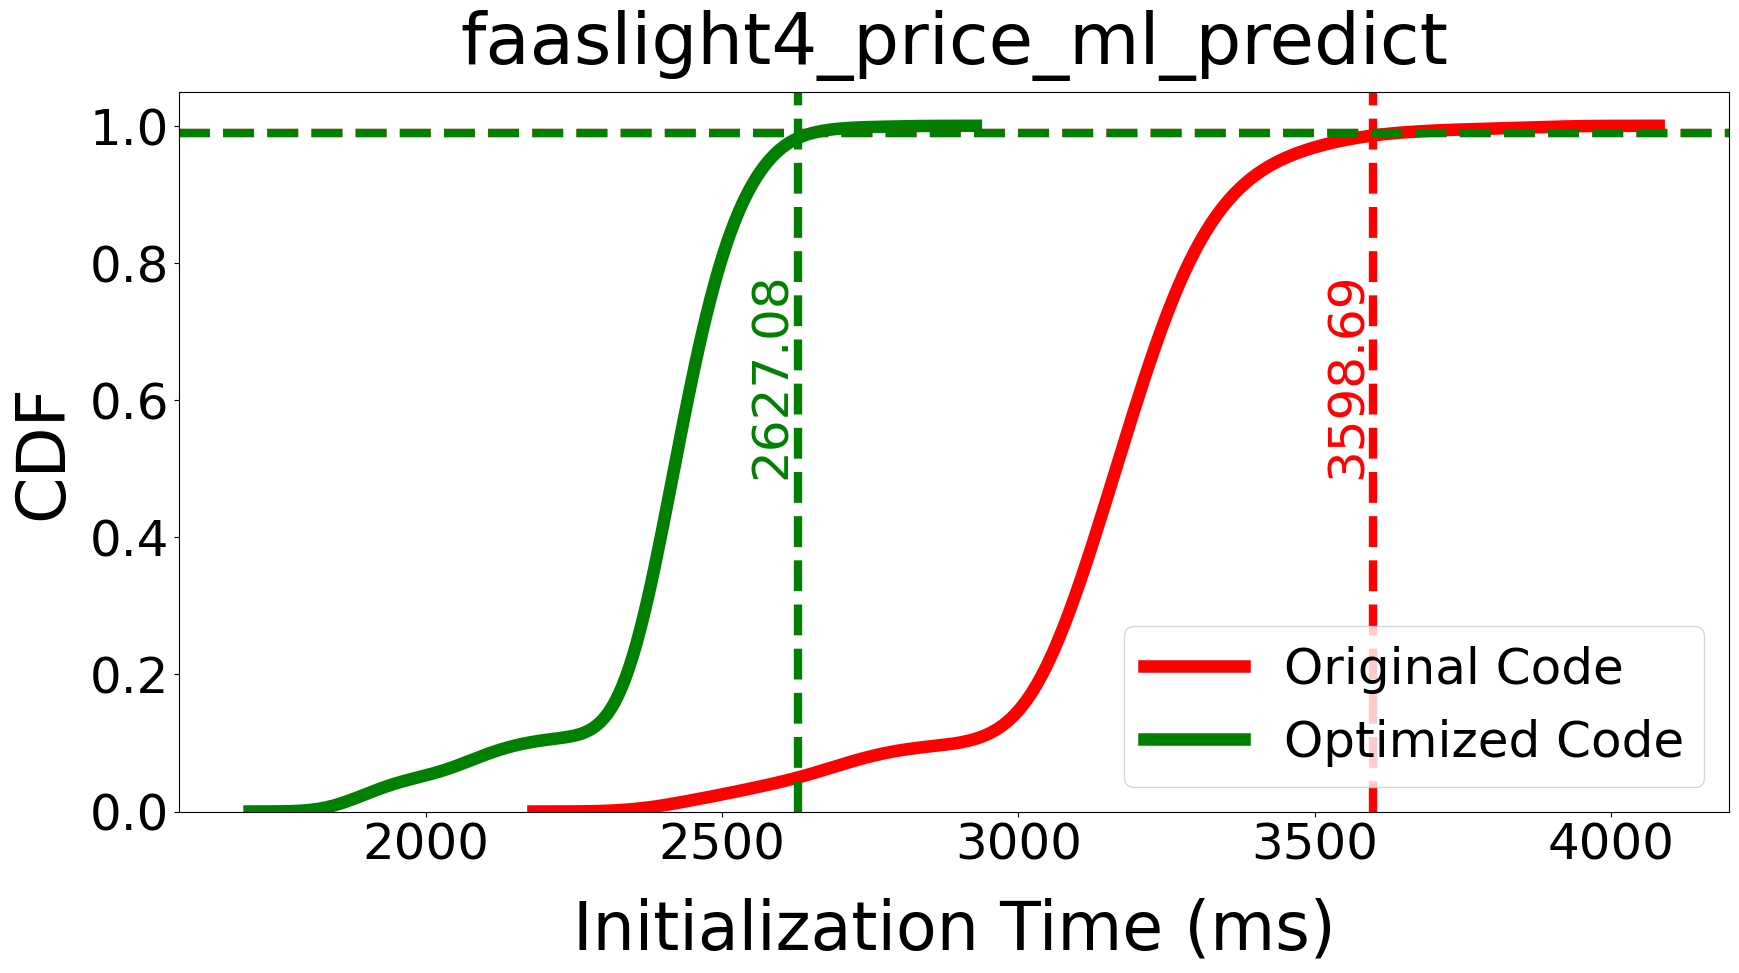 faaslight4_price_ml_predict
CDF
1.0
0.8
0.6
0.4
0.2
0.0
2627.08
3598.69
Original Code
Optimized Code
2000
2500
3000
3500
4000
Initialization Time (ms)